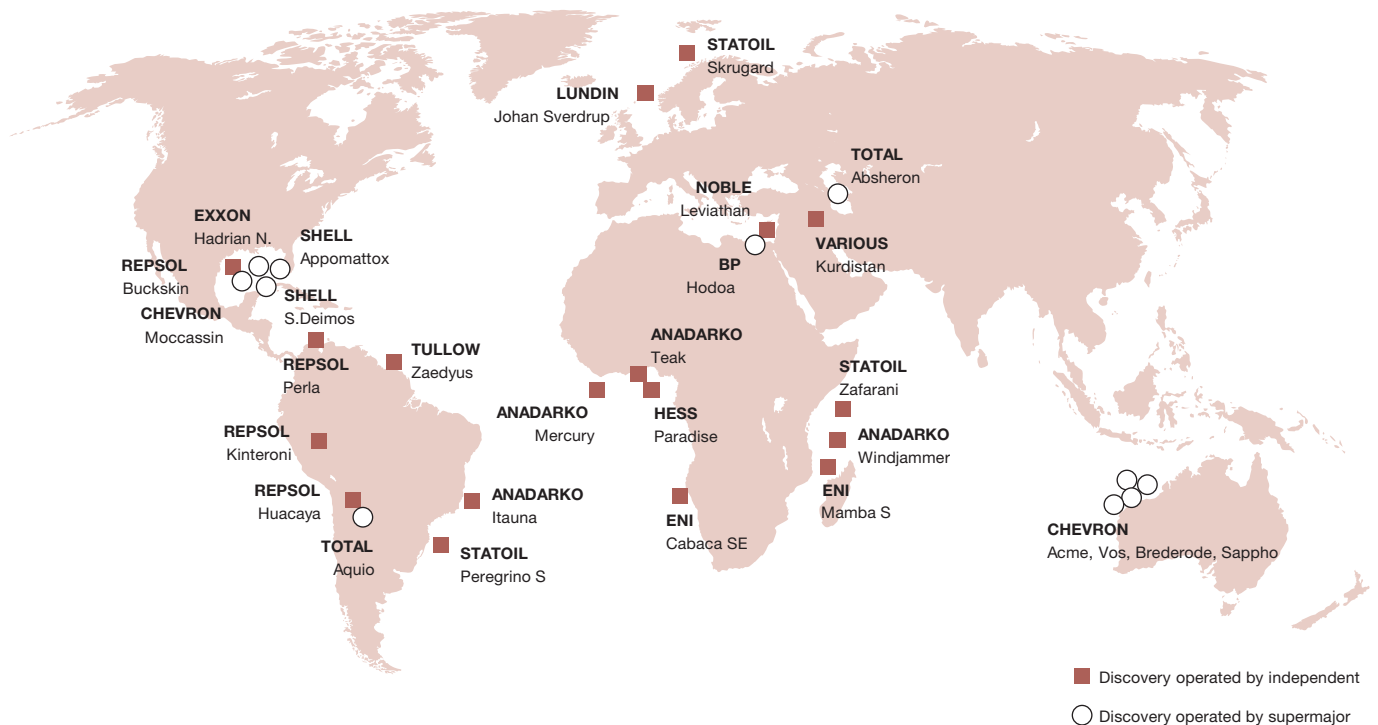 STATOIL
Skrugard
LUNDIN
Johan Sverdrup
TOTAL
Absheron
NOBLE
Leviathan
EXXON
Hadrian N.
SHELL
Appomattox
VARIOUS
Kurdistan
BP
Hodoa
REPSOL
Buckskin
SHELL
S.Deimos
CHEVRON
Moccassin
ANADARKO
Teak
TULLOW
Zaedyus
REPSOL
Perla
STATOIL
Zafarani
ANADARKO
Mercury
HESS
Paradise
REPSOL
Kinteroni
ANADARKO
Windjammer
REPSOL
Huacaya
ANADARKO
Itauna
ENI
Mamba S
ENI
Cabaca SE
CHEVRON
Acme, Vos, Brederode, Sappho
TOTAL
Aquio
STATOIL
Peregrino S
Discovery operated by independent
Discovery operated by supermajor